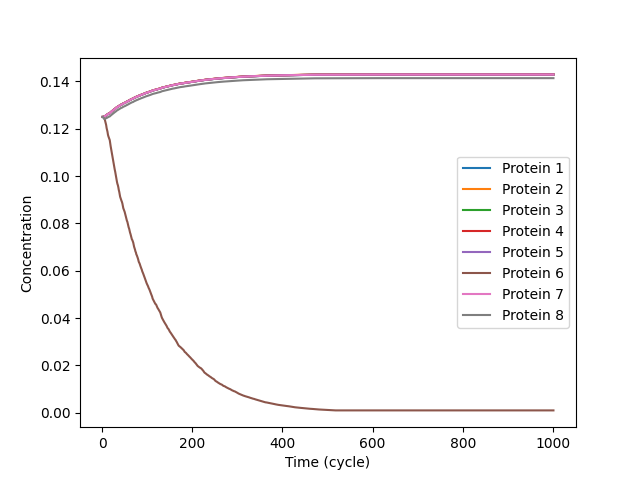 0.14
0.12
0.10
0.08
0.06
0.04
0.02
0.00
Concentration
Protein 1
Protein 2
Protein 3
Protein 4
Protein 5
Protein 6
Protein 7
Protein 8
0 200 400 600 800 1000
Time (cycle)